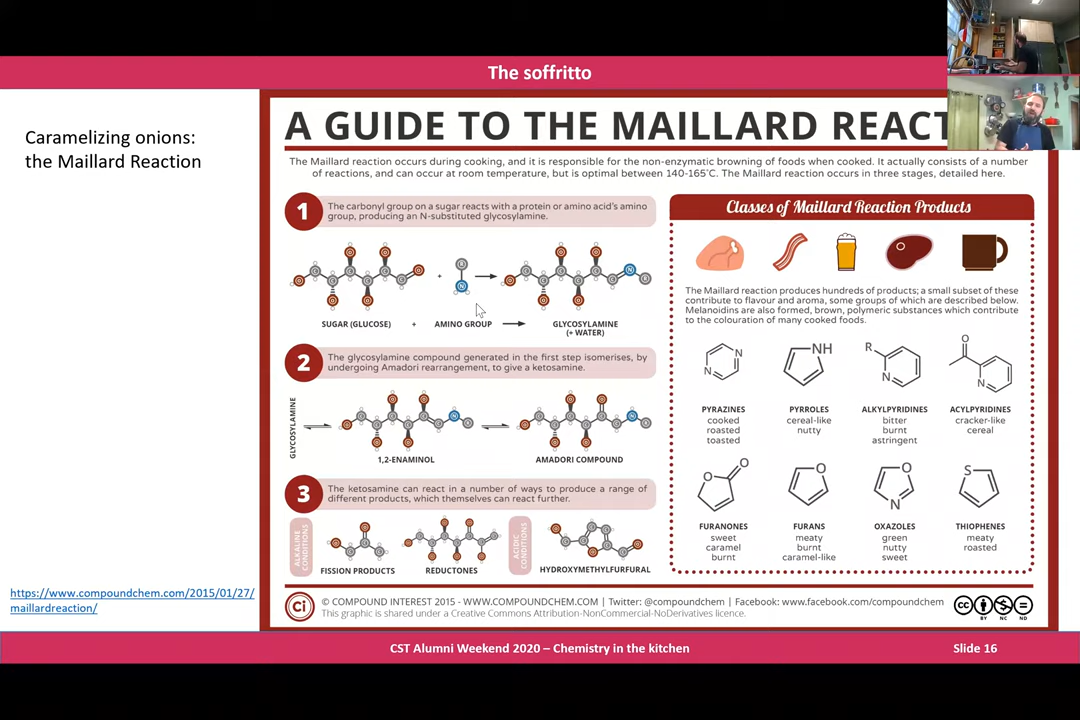 The soffritto
Caramelizing onions:
the Maillard Reaction
https://www.compoundchem.com/2015/01/27/
maillardreaction/
A GUIDE TO THE MAILLARD REACT
The Maillard reaction occurs during cooking, and it is responsible for the non-enzymatic browning of foods when cooked. It actually consists of a number
of reactions, and can occur at room temperature, but is optimal between 140-165°C. The Maillard reaction occurs in three stages, detailed here.
1
The carbonyl group on a sugar reacts with a protein or amino acid's amino
group, producing an N-substituted glycosylamine.
SUGAR (GLUCOSE) + AMINO GROUP GLYCOSYLAMINE
(+ WATER)
2
The glycosylamine compound generated in the first step isomerises, by
undergoing Amadori rearrangement, to give a ketosamine.
GLYCOSYLAMINE
1,2-ENAMINOL AMADORI COMPOUND
3
The ketosamine can react in a number of ways to produce a range of
different products, which themselves can react further.
ALKALINE
CONDITIONS
FISSION PRODUCTS REDUCTONES
ACIDIC
CONDITIONS
HYDROXYMETHYLFURFURAL
Classes of Maillard Reaction Products
The Maillard reaction produces hundreds of products; a small subset of these
contribute to flavour and aroma, some groups of which are described below.
Melanoidins are also formed, brown, polymeric substances which contribute
to the colouration of many cooked foods.
N N NH R N O N
PYRAZINES PYRROLES ALKYLPYRIDINES ACYLPYRIDINES
cooked cereal-like bitter cracker-like
roasted nutty burnt cereal
toasted astringent
O O O O N S
FURANONES FURANS OXAZOLES THIOPHENES
sweet meaty green meaty
caramel burnt nutty roasted
burnt caramel-like sweet
Ci © COMPOUND INTEREST 2015 - WWW.COMPOUNDCHEM.COM | Twitter: @compoundchem | Facebook: www.facebook.com/compoundchem
This graphic is shared under a Creative Commons Attribution-NonCommercial-NoDerivatives licence.
CC BY NC ND
CST Alumni Weekend 2020 – Chemistry in the kitchen
Slide 16